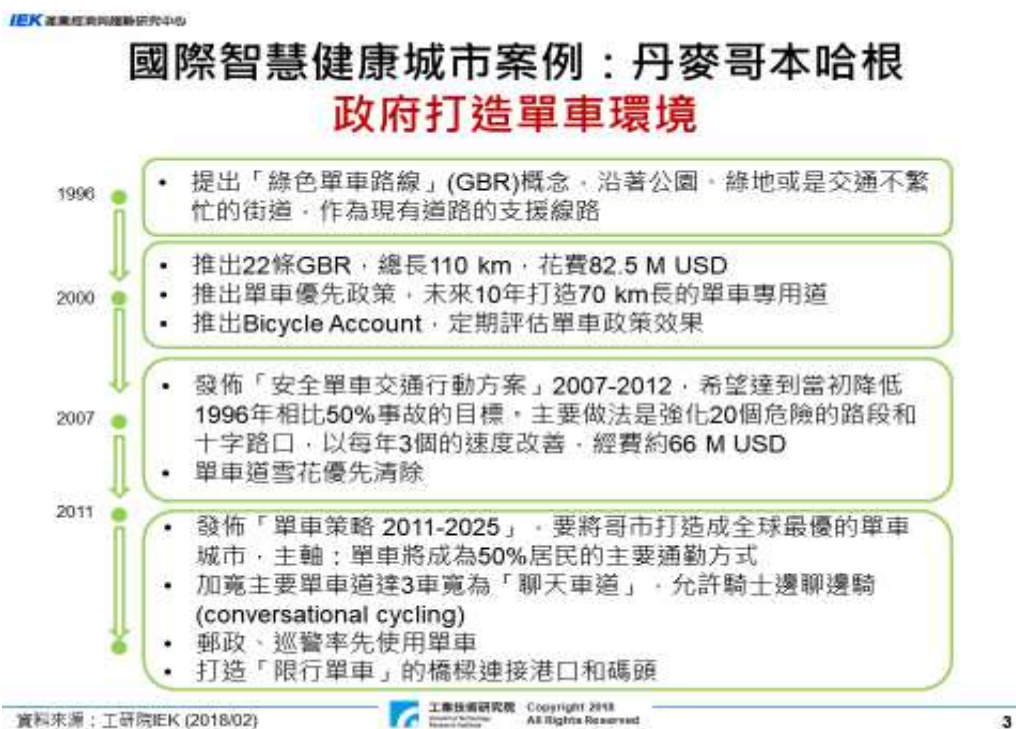 IEK 產業經濟與趨勢研究中心
國際智慧健康城市案例：丹麥哥本哈根
政府打造單車環境
1996
• 提出「綠色單車路線」(GBR)概念，沿著公園、綠地或是交通不繁
忙的街道，作為現有道路的支援線路
2000
• 推出22條GBR，總長110 km，花費82.5 M USD
• 推出單車優先政策，未來10年打造70 km長的單車專用道
• 推出Bicycle Account，定期評估單車政策效果
2007
• 發佈「安全單車交通行動方案」2007-2012，希望達到當初降低
1996年相比50%事故的目標。主要做法是強化20個危險的路段和
十字路口，以每年3個的速度改善，經費約66 M USD
• 單車道雪花優先清除
2011
• 發佈「單車策略 2011-2025」，要將哥市打造成全球最優的單車
城市，主軸：單車將成為50%居民的主要通勤方式
• 加寬主要單車道達3車寬為「聊天車道」，允許騎士邊聊邊騎
(conversational cycling)
• 郵政、巡警率先使用單車
• 打造「限行單車」的橋樑連接港口和碼頭
資料來源：工研院IEK (2018/02)
工業技術研究院
Industrial Technology
Research Institute
Copyright 2018
All Rights Reserved
3